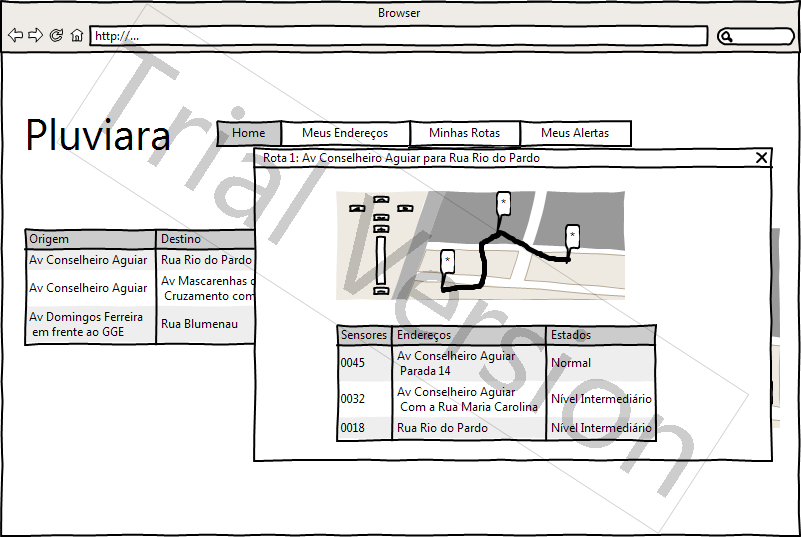 Browser
http://...
Pluviara
Home Meus Endereços Minhas Rotas Meus Alertas
Rota 1: Av Conselheiro Aguiar para Rua Rio do Pardo X
* * *
Origem Destino
Av Conselheiro Aguiar Rua Rio do Pardo
Av Conselheiro Aguiar Av Mascarenhas
Cruzamento com
Av Domingos Ferreira
em frente ao GGE Rua Blumenau
Sensores Endereços Estados
0045 Av Conselheiro Aguiar
Parada 14 Normal
0032 Av Conselheiro Aguiar
Com a Rua Maria Carolina Nível Intermediário
0018 Rua Rio do Pardo Nível Intermediário
Trial Version